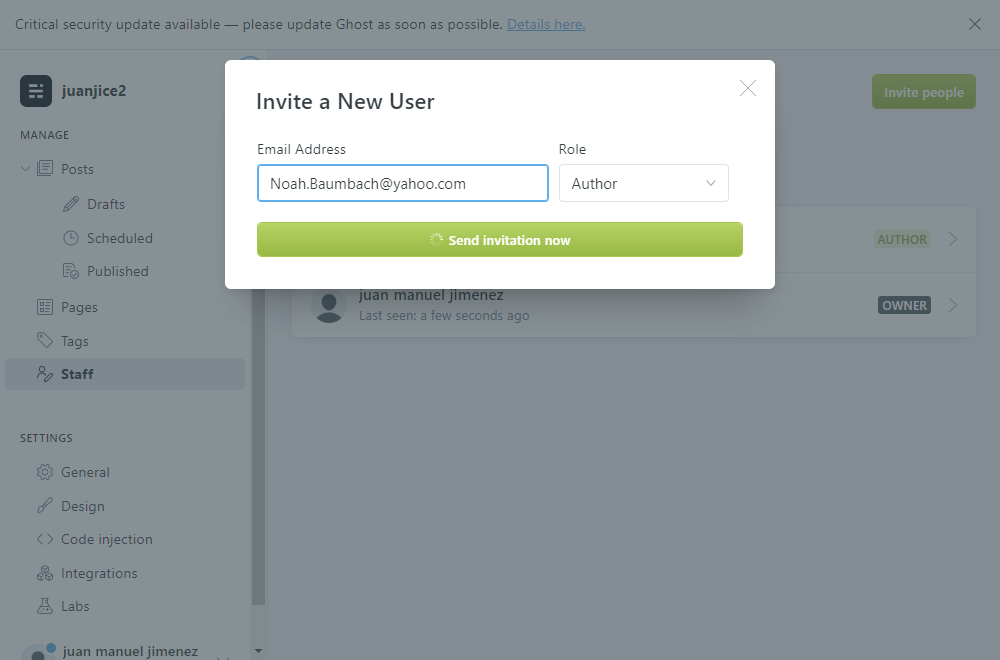 Critical security update available — please update Ghost as soon as possible. Details here.
juanjice2
Invite people
MANAGE
Posts
Drafts
Scheduled
Published
Pages
Tags
Staff
SETTINGS
General
Design
Code injection
Integrations
Labs
juan manuel jimenez
Invite a New User
Email Address
Role
Noah.Baumbach@yahoo.com
Author
Send invitation now
AUTHOR
juan manuel jimenez
OWNER
Last seen: a few seconds ago